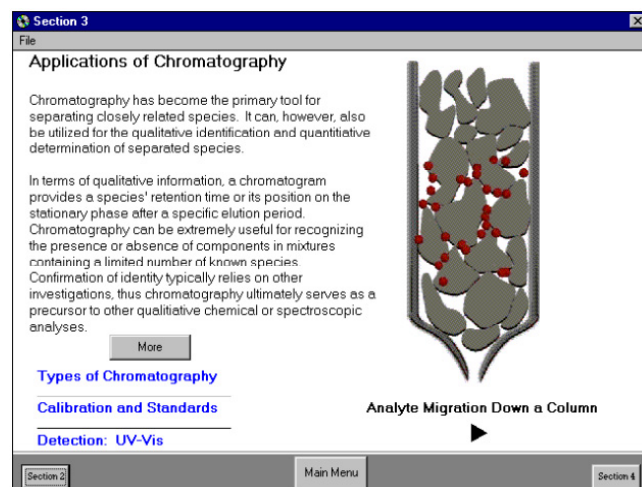 Section 3
File
Applications of Chromatography
Chromatography has become the primary tool for
separating closely related species. It can, however, also
be utilized for the qualitative identification and quantitiative
determination of separated species.
In terms of qualitative information, a chromatogram
provides a species' retention time or its position on the
stationary phase after a specific elution period.
Chromatography can be extremely useful for recognizing
the presence or absence of components in mixtures
containing a limited number of known species.
Confirmation of identity typically relies on other
investigations, thus chromatography ultimately serves as a
precursor to other qualitative chemical or spectroscopic
analyses.
More
Types of Chromatography
Calibration and Standards
Detection: UV-Vis
Analyte Migration Down a Column
Section 2
Main Menu
Section 4